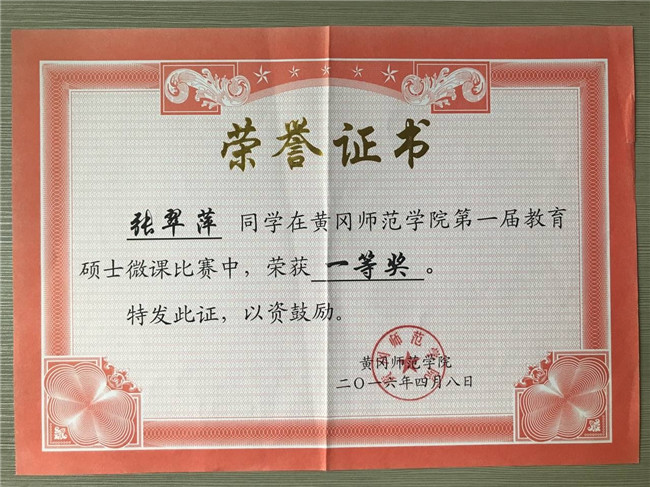 荣誉证书
张翠萍 同学在黄冈师范学院第一届教育
硕士微课比赛中，荣获 一等奖 。
特发此证，以资鼓励。
黄冈师范学院
二〇一六年四月八日